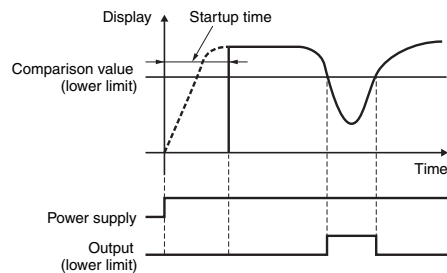 Display
Startup time
Comparison value
(lower limit)
Time
Power supply
Output
(lower limit)